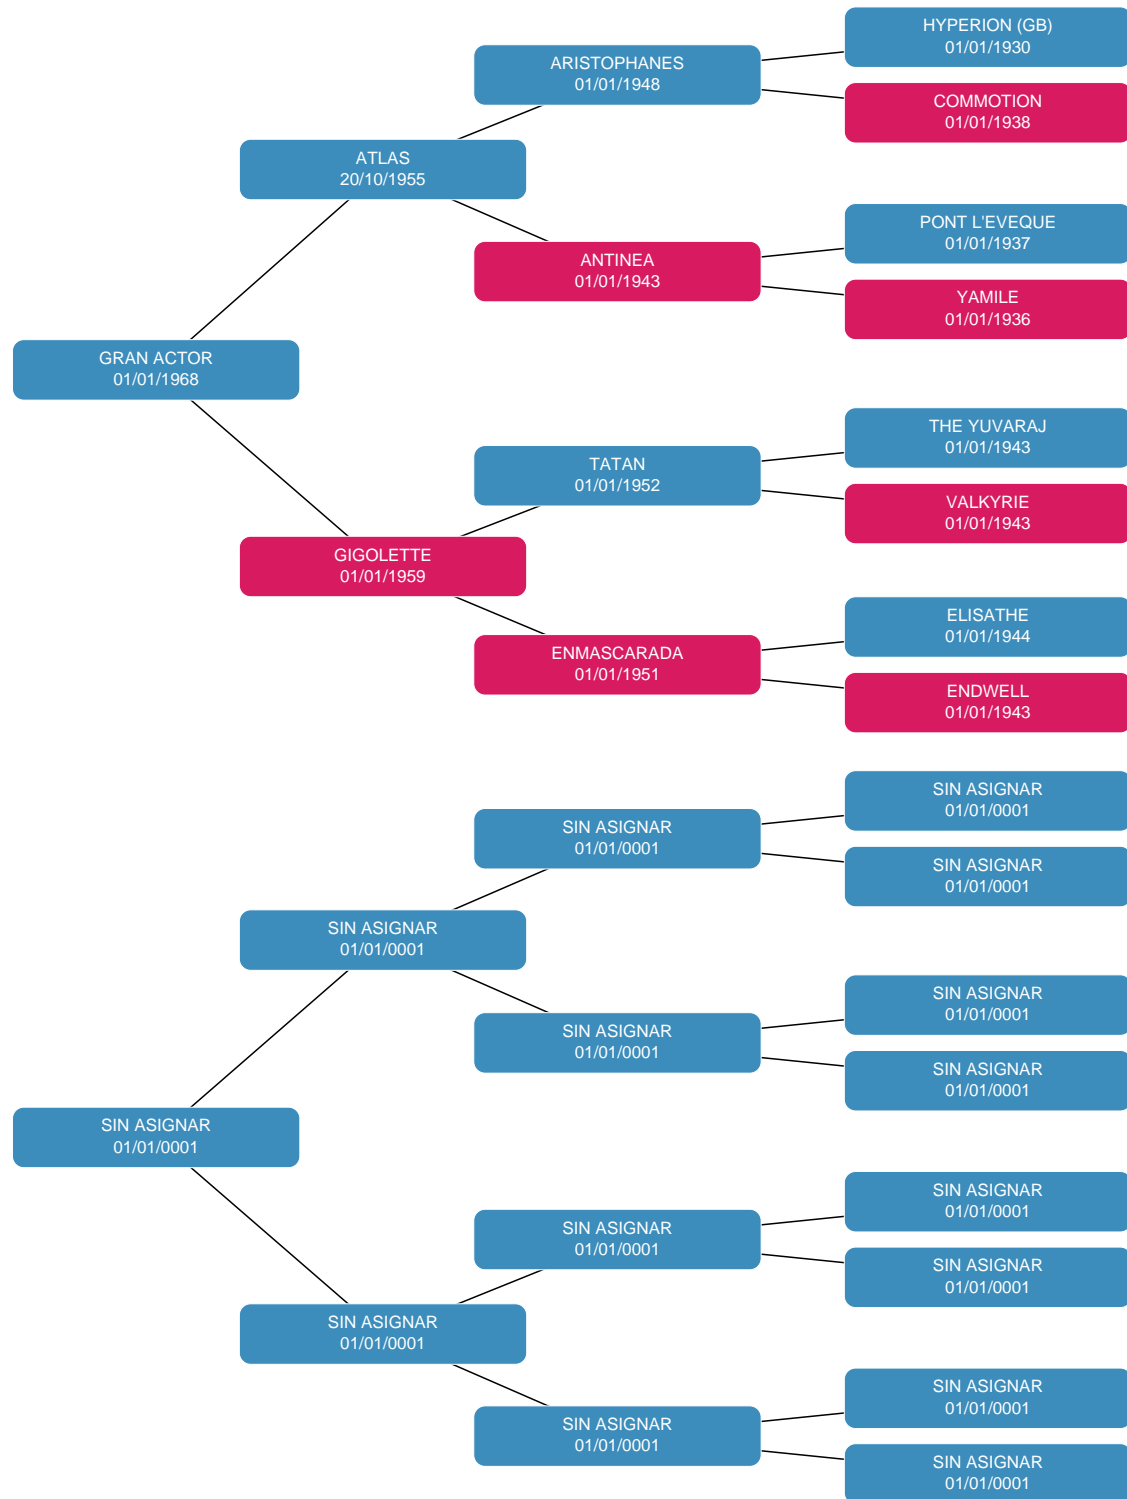 HYPERION (GB)
01/01/1930
ARISTOPHANES
01/01/1948
COMMOTION
01/01/1938
ATLAS
20/10/1955
PONT L'EVEQUE
01/01/1937
ANTINEA
01/01/1943
YAMILE
01/01/1936
GRAN ACTOR
01/01/1968
THE YUVARAJ
01/01/1943
TATAN
01/01/1952
VALKYRIE
01/01/1943
GIGOLETTE
01/01/1959
ELISATHE
01/01/1944
ENMASCARADA
01/01/1951
ENDWELL
01/01/1943
SIN ASIGNAR
01/01/0001
SIN ASIGNAR
01/01/0001
SIN ASIGNAR
01/01/0001
SIN ASIGNAR
01/01/0001
SIN ASIGNAR
01/01/0001
SIN ASIGNAR
01/01/0001
SIN ASIGNAR
01/01/0001
SIN ASIGNAR
01/01/0001
SIN ASIGNAR
01/01/0001
SIN ASIGNAR
01/01/0001
SIN ASIGNAR
01/01/0001
SIN ASIGNAR
01/01/0001
SIN ASIGNAR
01/01/0001
SIN ASIGNAR
01/01/0001
SIN ASIGNAR
01/01/0001